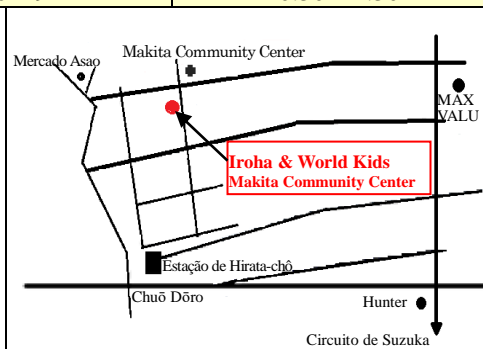 Makita Community Center
Mercado Asao
MAX
VALU
Iroha & World Kids
Makita Community Center
Estação de Hirata-chô
Chuō Dōro
Hunter
Circuito de Suzuka